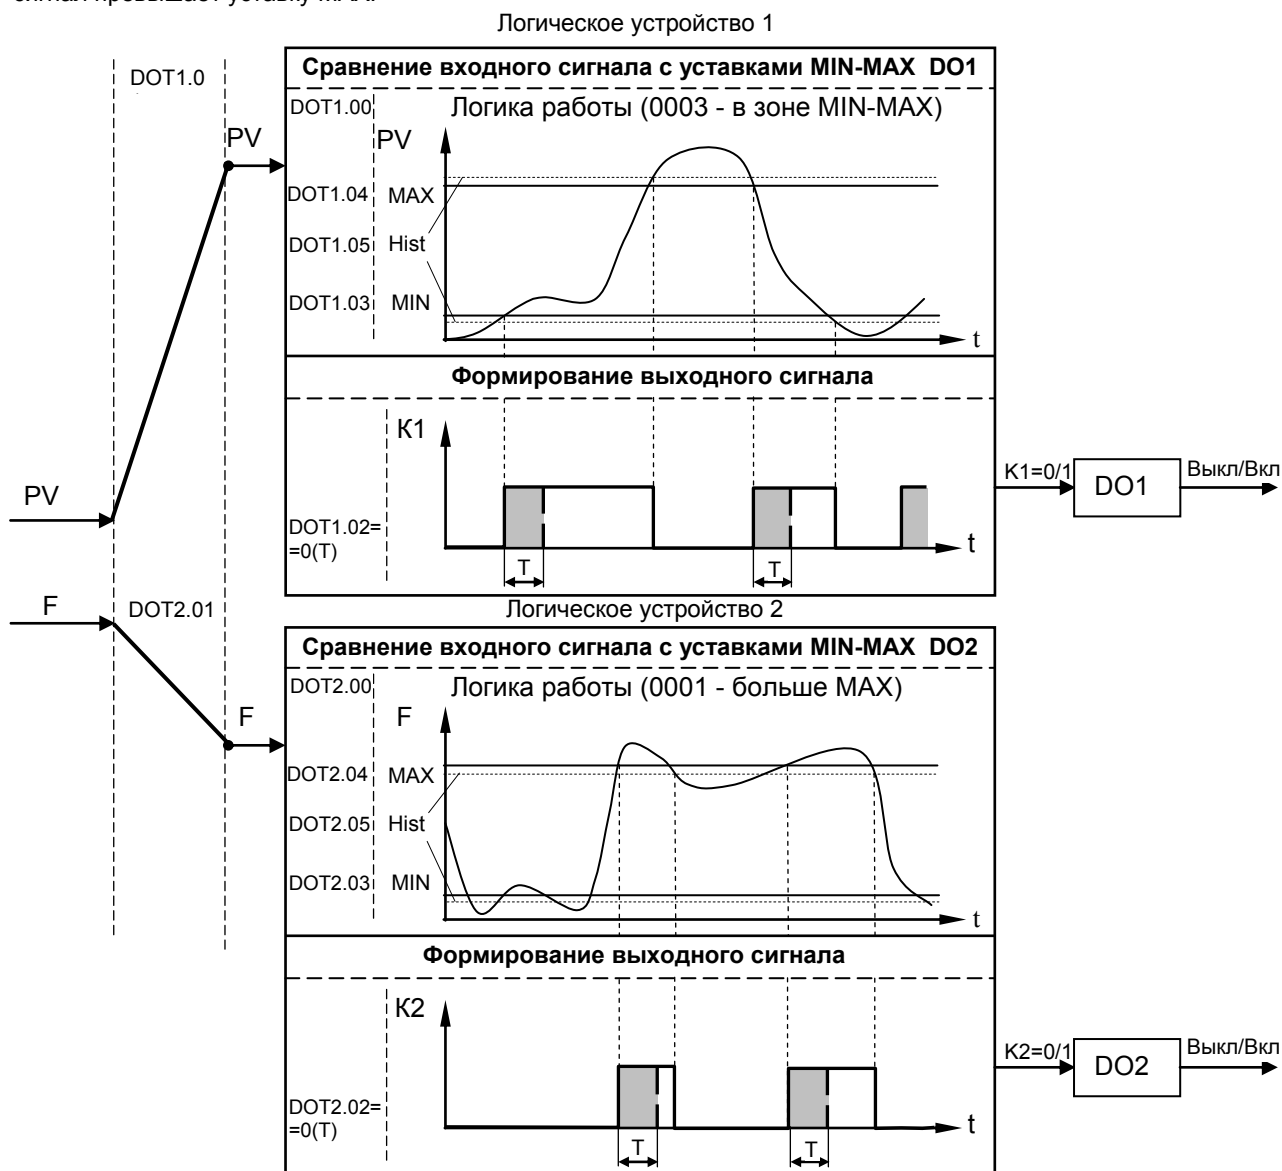 Логическое устройство 1
DOT1.0
Сравнение входного сигнала с уставками MIN-MAX DO1
DOT1.00
Логика работы (0003 - в зоне MIN-MAX)
PV
PV
DOT1.04
MAX
DOT1.05
Hist
DOT1.03
MIN
t
Формирование выходного сигнала
К1
PV
DOT1.02=
=0(T)
t
T
T
K1=0/1
DO1
Выкл/Вкл
F
DOT2.01
Логическое устройство 2
Сравнение входного сигнала с уставками MIN-MAX DO2
DOT2.00
Логика работы (0001 - больше MAX)
F
F
DOT2.04
MAX
DOT2.05
Hist
DOT2.03
MIN
t
Формирование выходного сигнала
К2
DOT2.02=
=0(T)
t
T
T
K2=0/1
DO2
Выкл/Вкл